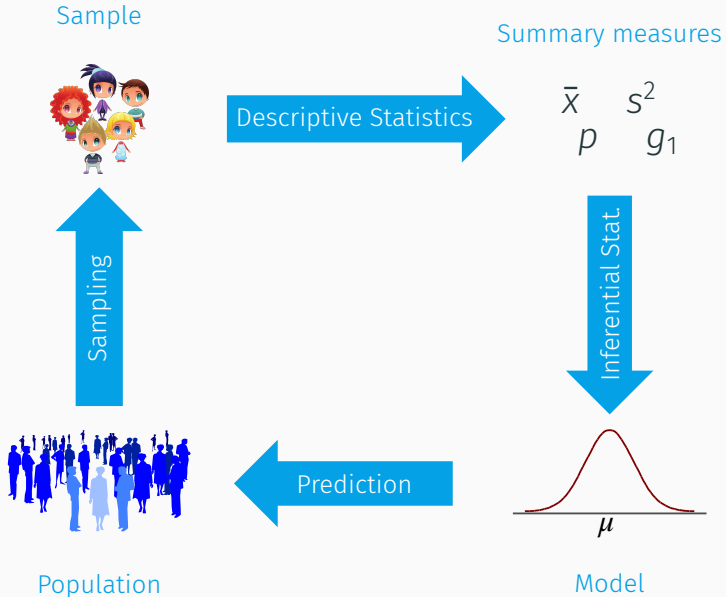 Sample
Summary measures
x̄ s²
p g₁
Descriptive Statistics
Sampling
Inferential Stat.
Prediction
μ
Population
Model